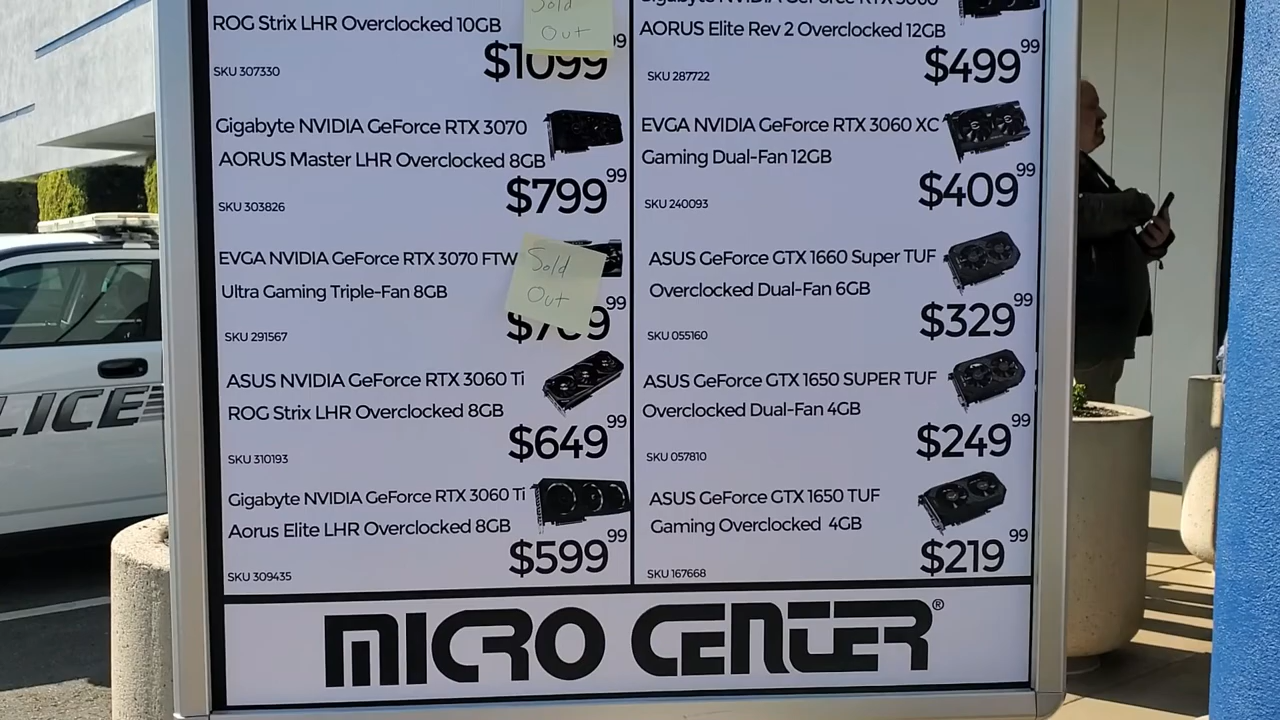 ROG Strix LHR Overclocked 10GB
Sold
Out
$1099
SKU 307330
Gigabyte NVIDIA GeForce RTX 3070
AORUS Master LHR Overclocked 8GB
$799.99
SKU 303826
EVGA NVIDIA GeForce RTX 3070 FTW
Ultra Gaming Triple-Fan 8GB
Sold
Out
99
SKU 291567
ASUS NVIDIA GeForce RTX 3060 Ti
ROG Strix LHR Overclocked 8GB
$649 99
SKU 310193
Gigabyte NVIDIA GeForce RTX 3060 Ti
Aorus Elite LHR Overclocked 8GB
$599 99
SKU 309435
Gigabyte NVIDIA GeForce RTX 3060
AORUS Elite Rev 2 Overclocked 12GB
$499 99
SKU 287722
EVGA NVIDIA GeForce RTX 3060 XC
Gaming Dual-Fan 12GB
$409 99
SKU 240093
ASUS GeForce GTX 1660 Super TUF
Overclocked Dual-Fan 6GB
$329 99
SKU 055160
ASUS GeForce GTX 1650 SUPER TUF
Overclocked Dual-Fan 4GB
$249 99
SKU 057810
ASUS GeForce GTX 1650 TUF
Gaming Overclocked 4GB
$219 99
SKU 167668
MICRO CENTER®
LICE